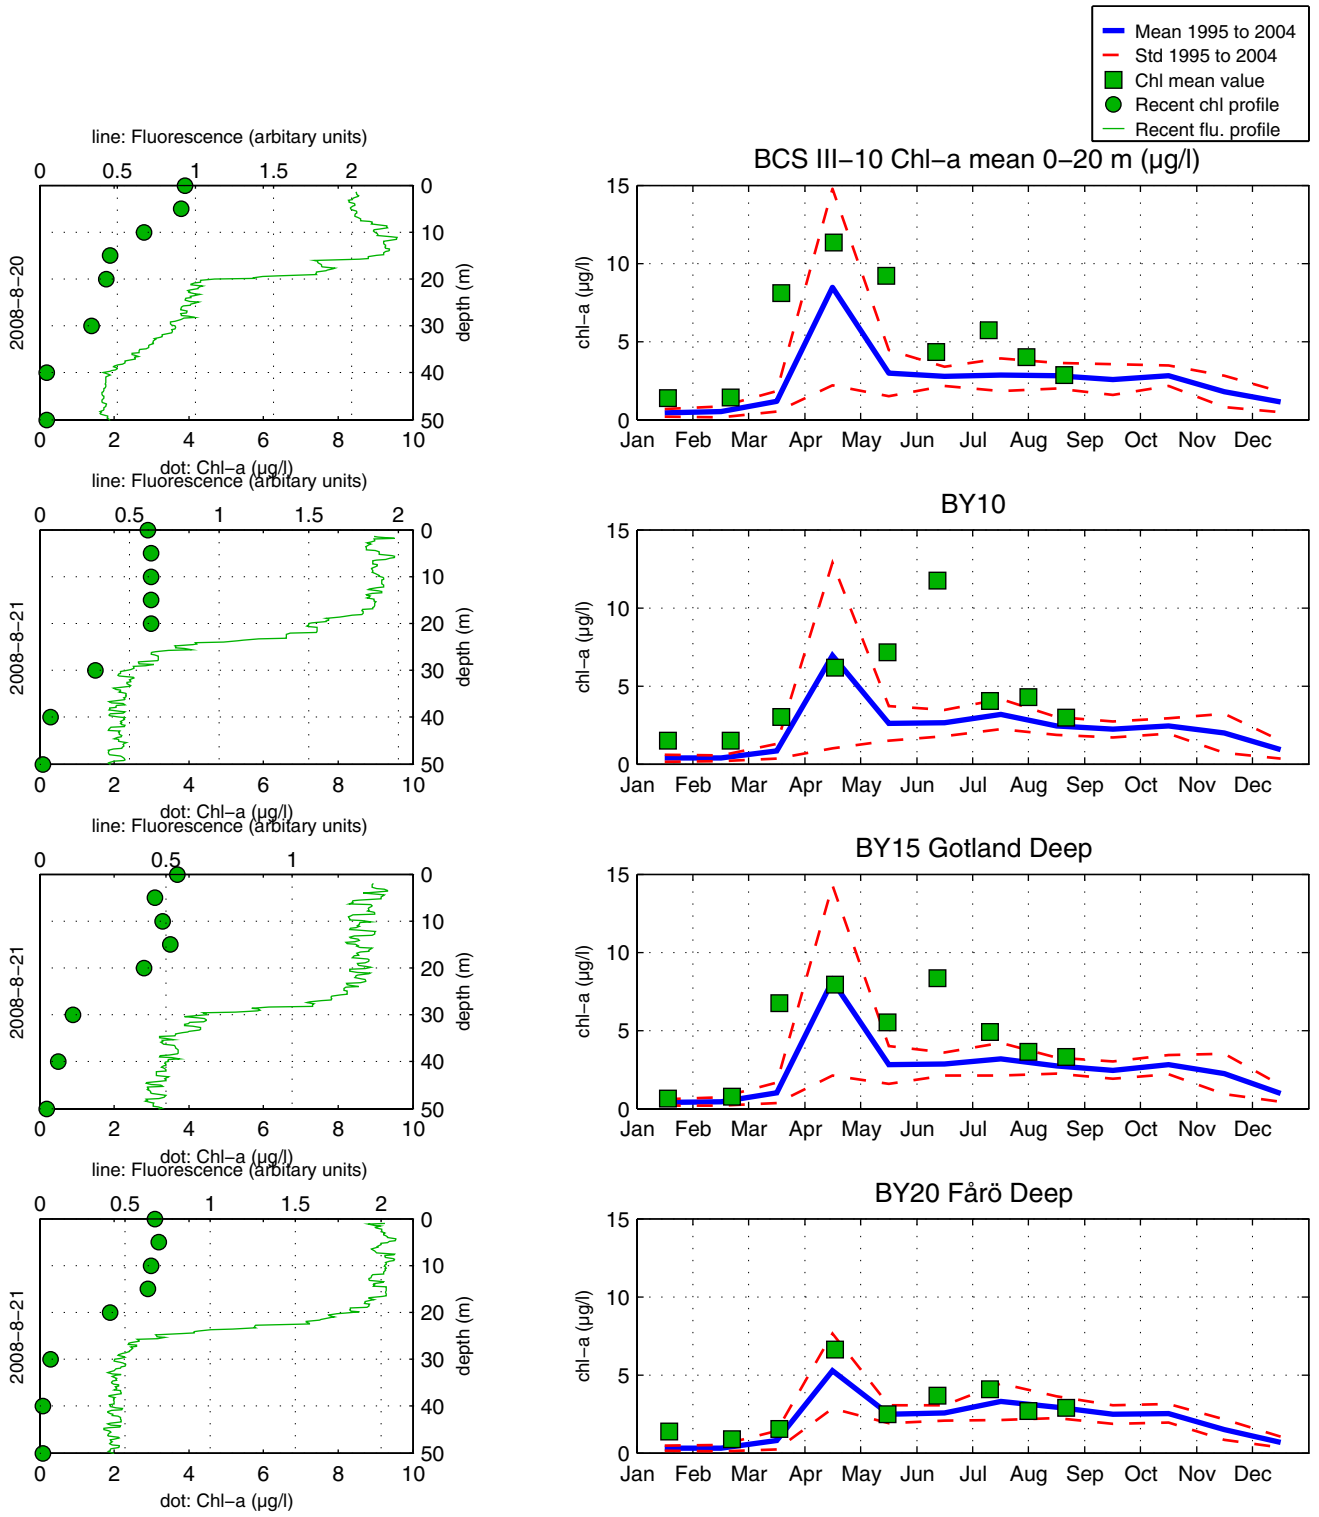 Mean 1995 to 2004
Std 1995 to 2004
Chl mean value
Recent chl profile
Recent flu. profile
line: Fluorescence (arbitary units)
0 0.5 1 1.5 2
2008−8−20
0 10 20 30 40 50
depth (m)
0 2 4 6 8 10
dot: Chl−a (µg/l)
BCS III−10 Chl−a mean 0−20 m (µg/l)
chl−a (µg/l)
15 10 5 0
Jan Feb Mar Apr May Jun Jul Aug Sep Oct Nov Dec
line: Fluorescence (arbitary units)
0 0.5 1 1.5 2
2008−8−21
0 10 20 30 40 50
depth (m)
0 2 4 6 8 10
dot: Chl−a (µg/l)
BY10
chl−a (µg/l)
15 10 5 0
Jan Feb Mar Apr May Jun Jul Aug Sep Oct Nov Dec
line: Fluorescence (arbitary units)
0 0.5 1
2008−8−21
0 10 20 30 40 50
depth (m)
0 2 4 6 8 10
dot: Chl−a (µg/l)
BY15 Gotland Deep
chl−a (µg/l)
15 10 5 0
Jan Feb Mar Apr May Jun Jul Aug Sep Oct Nov Dec
line: Fluorescence (arbitary units)
0 0.5 1 1.5 2
2008−8−21
0 10 20 30 40 50
depth (m)
0 2 4 6 8 10
dot: Chl−a (µg/l)
BY20 Fårö Deep
chl−a (µg/l)
15 10 5 0
Jan Feb Mar Apr May Jun Jul Aug Sep Oct Nov Dec